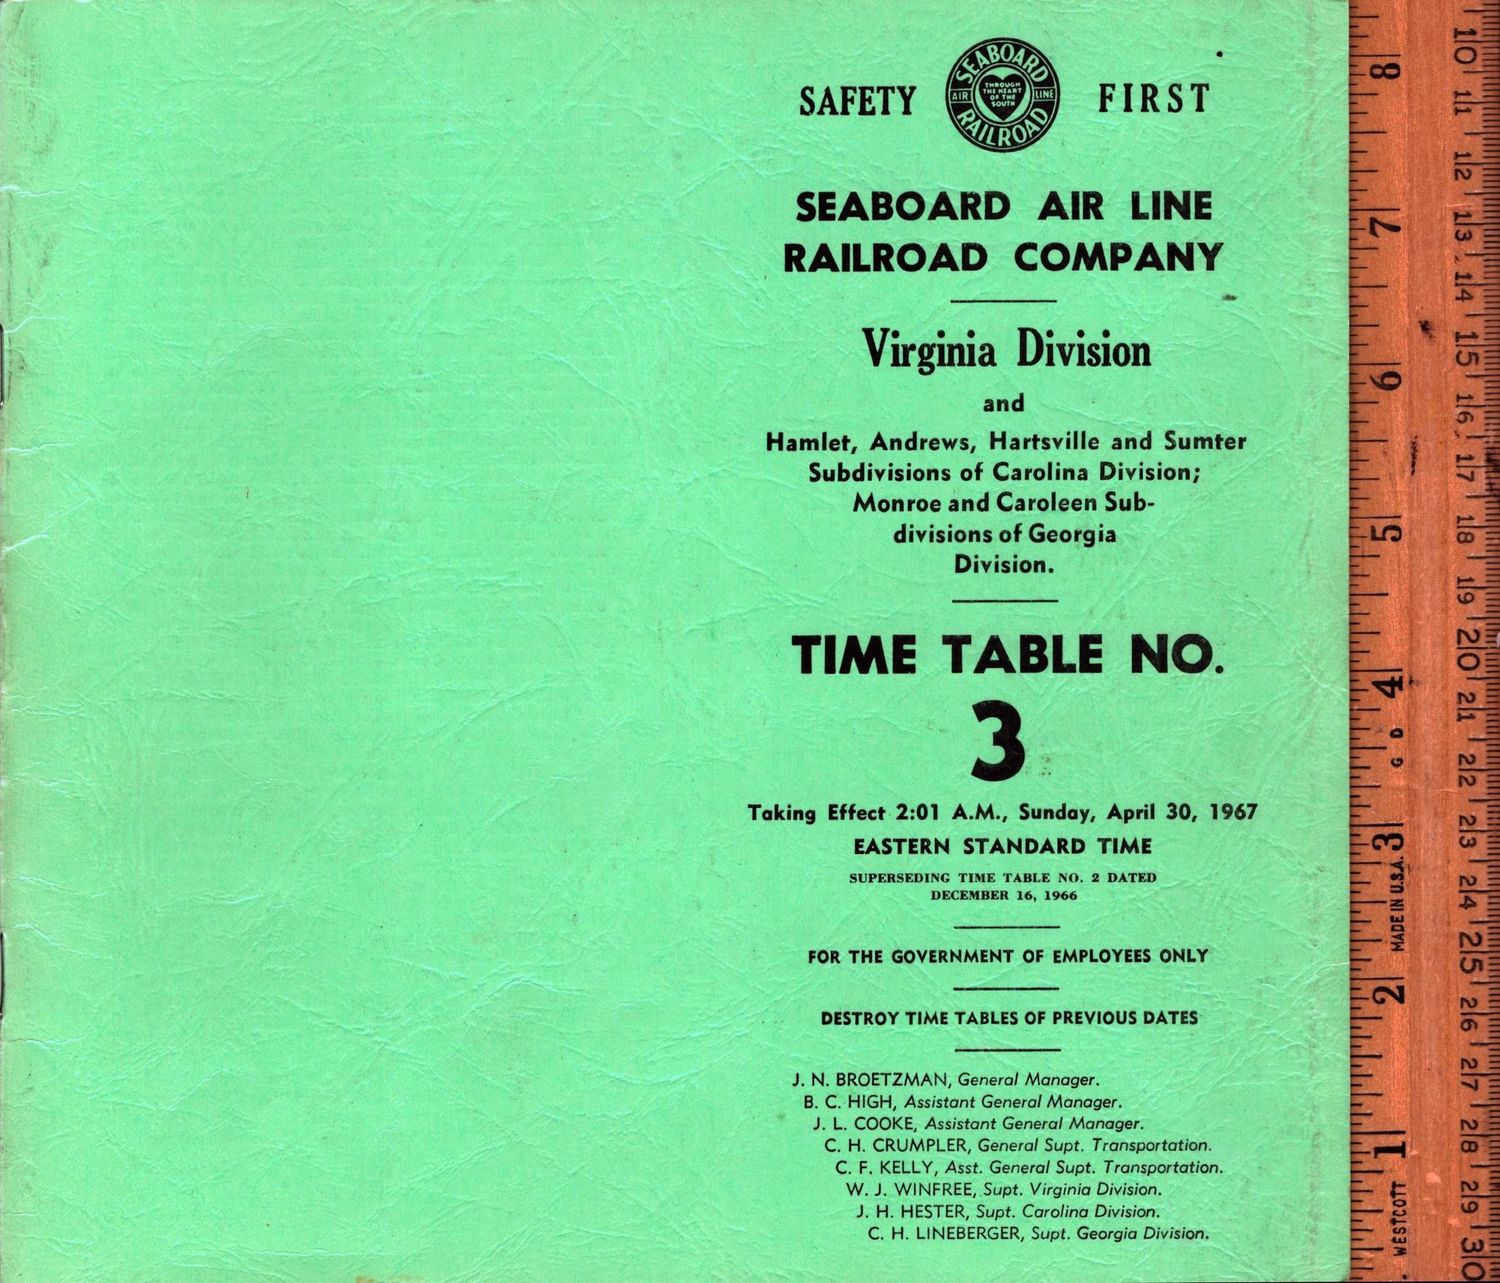 SAFETY FIRST
SEABOARD
AIR LINE
THROUGH
THE HEART
OF THE
SOUTH
RAILROAD
SEABOARD AIR LINE
RAILROAD COMPANY
Virginia Division
and
Hamlet, Andrews, Hartsville and Sumter
Subdivisions of Carolina Division;
Monroe and Caroleen Sub-
divisions of Georgia
Division.
TIME TABLE NO.
3
Taking Effect 2:01 A.M., Sunday, April 30, 1967
EASTERN STANDARD TIME
SUPERSEDING TIME TABLE NO. 2 DATED
DECEMBER 16, 1966
FOR THE GOVERNMENT OF EMPLOYEES ONLY
DESTROY TIME TABLES OF PREVIOUS DATES
J. N. BROETZMAN, General Manager.
B. C. HIGH, Assistant General Manager.
J. L. COOKE, Assistant General Manager.
C. H. CRUMPLER, General Supt. Transportation.
C. F. KELLY, Asst. General Supt. Transportation.
W. J. WINFREE, Supt. Virginia Division.
J. H. HESTER, Supt. Carolina Division.
C. H. LINEBERGER, Supt. Georgia Division.
WESTCOTT 1 2 MADE IN U.S.A. 3 G D 4 5 6 7 8
10 11 12 13 14 15 16 17 18 19 20 21 22 23 24 25 26 27 28 29 30